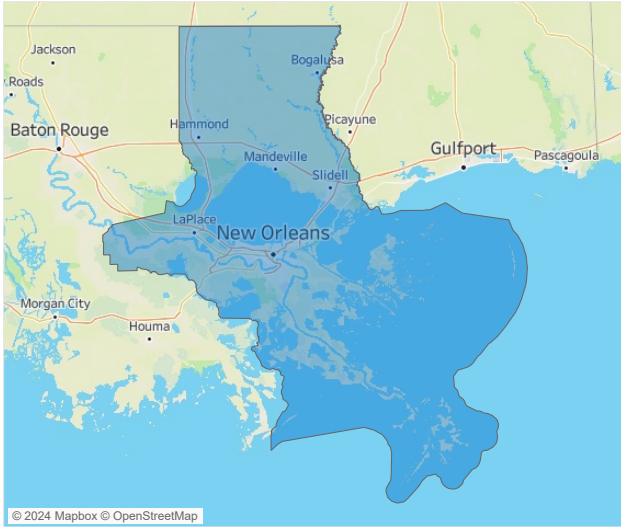 Jackson
Bogalusa
Roads
Hammond
Picayune
Baton Rouge
Gulfport
Mandeville
Pascagoula
Slidell
LaPlace
New Orleans
Morgan City
Houma
© 2024 Mapbox © OpenStreetMap